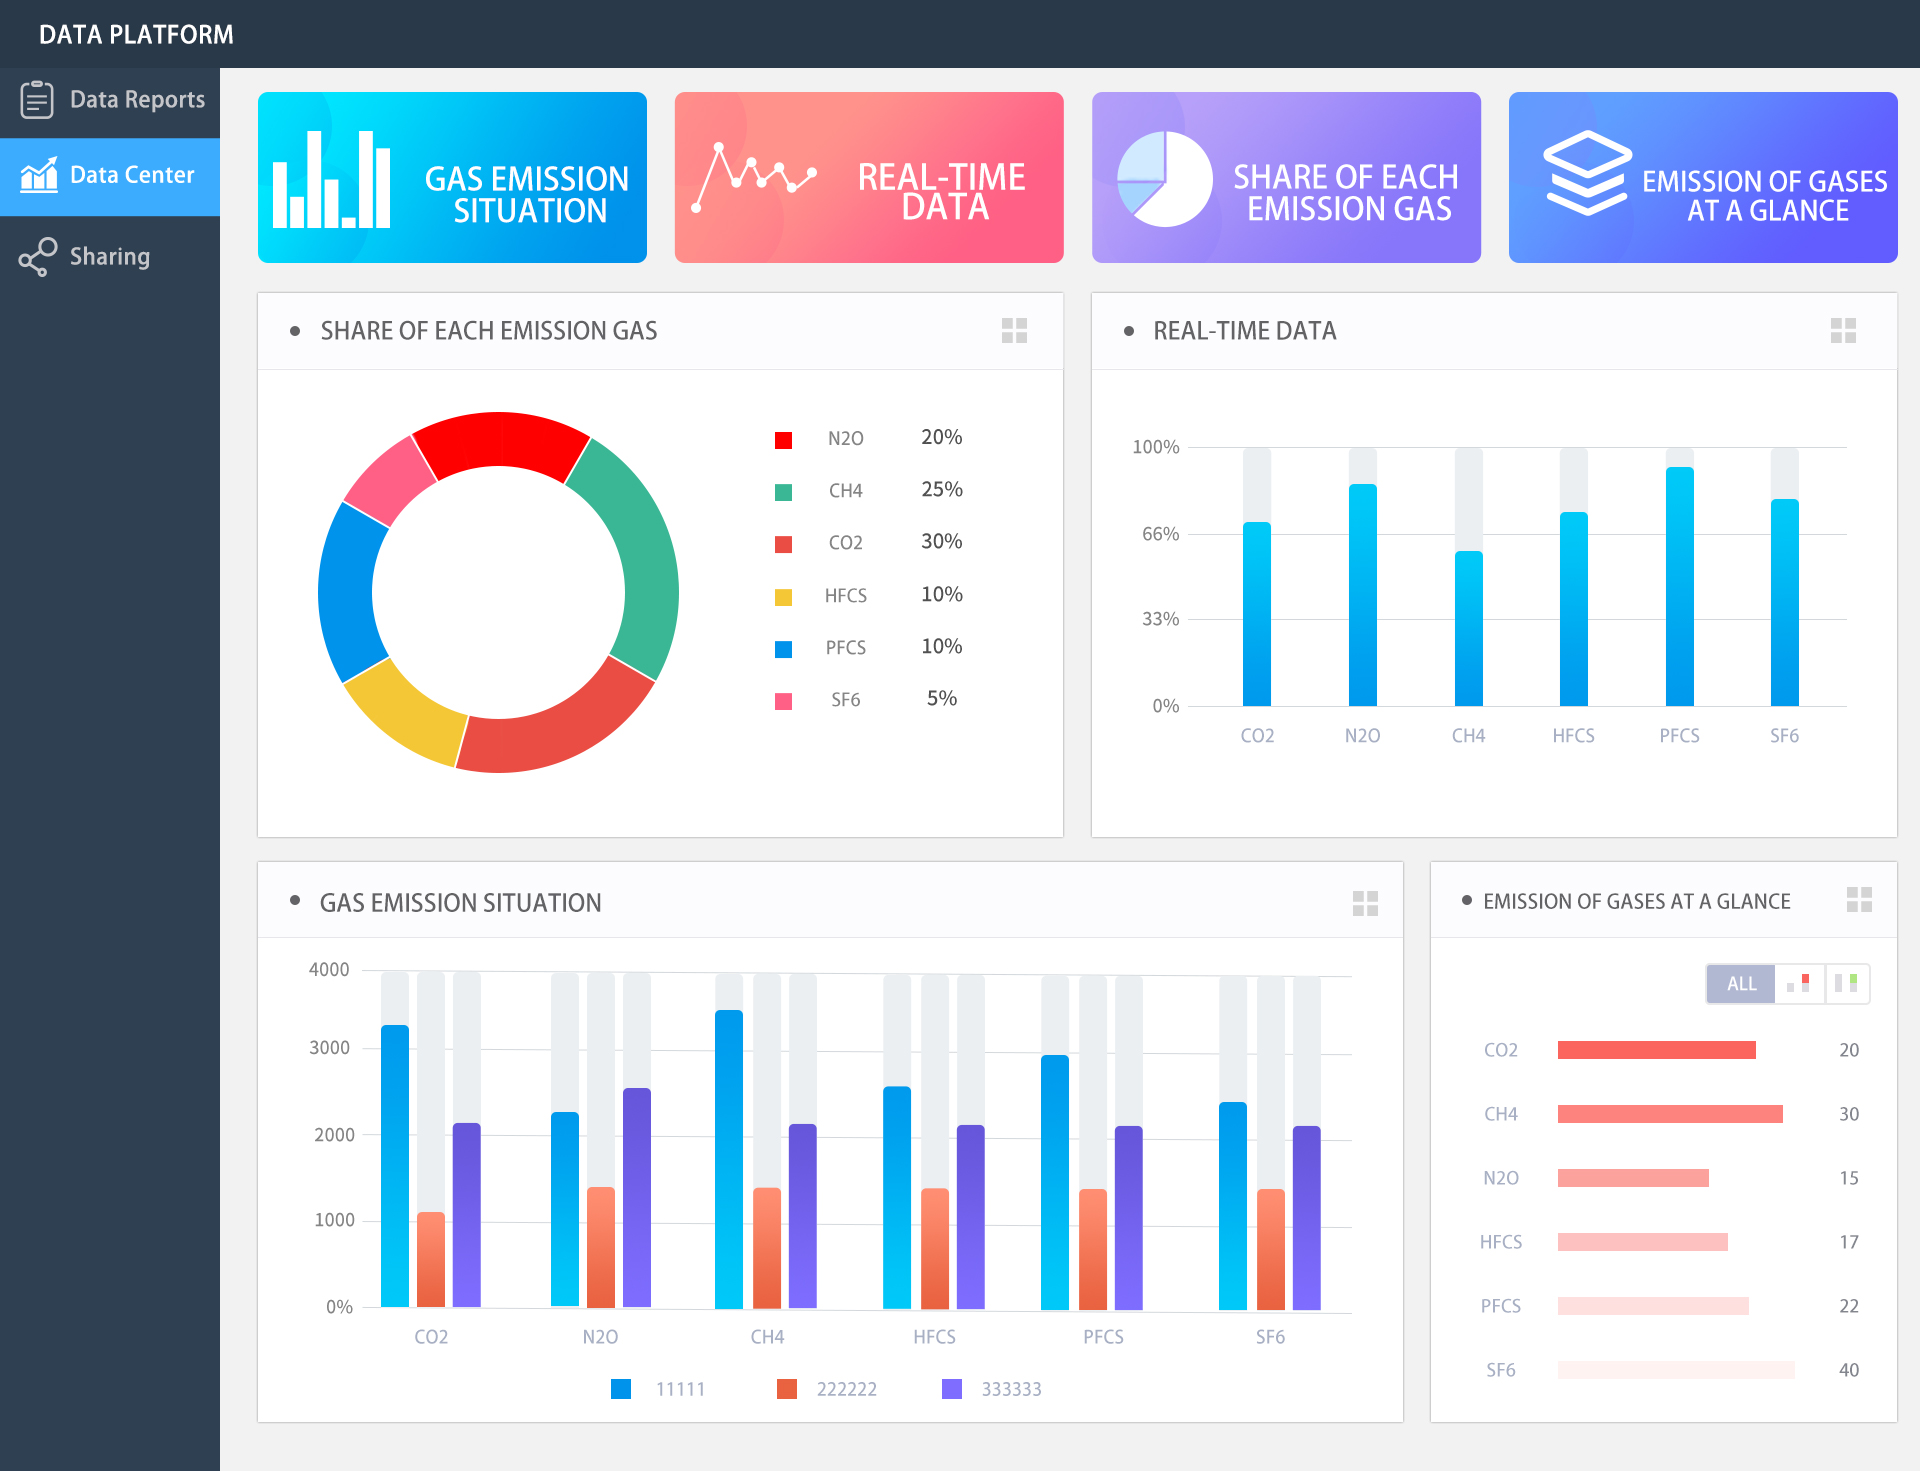 DATA PLATFORM
Data Reports
Data Center
Sharing
GAS EMISSION
SITUATION
REAL-TIME
DATA
SHARE OF EACH
EMISSION GAS
EMISSION OF GASES
AT A GLANCE
SHARE OF EACH EMISSION GAS
N2O 20%
CH4 25%
CO2 30%
HFCS 10%
PFCS 10%
SF6 5%
REAL-TIME DATA
100%
66%
33%
0%
CO2 N2O CH4 HFCS PFCS SF6
GAS EMISSION SITUATION
4000
3000
2000
1000
0%
CO2 N2O CH4 HFCS PFCS SF6
11111 222222 333333
EMISSION OF GASES AT A GLANCE
ALL
CO2 20
CH4 30
N2O 15
HFCS 17
PFCS 22
SF6 40